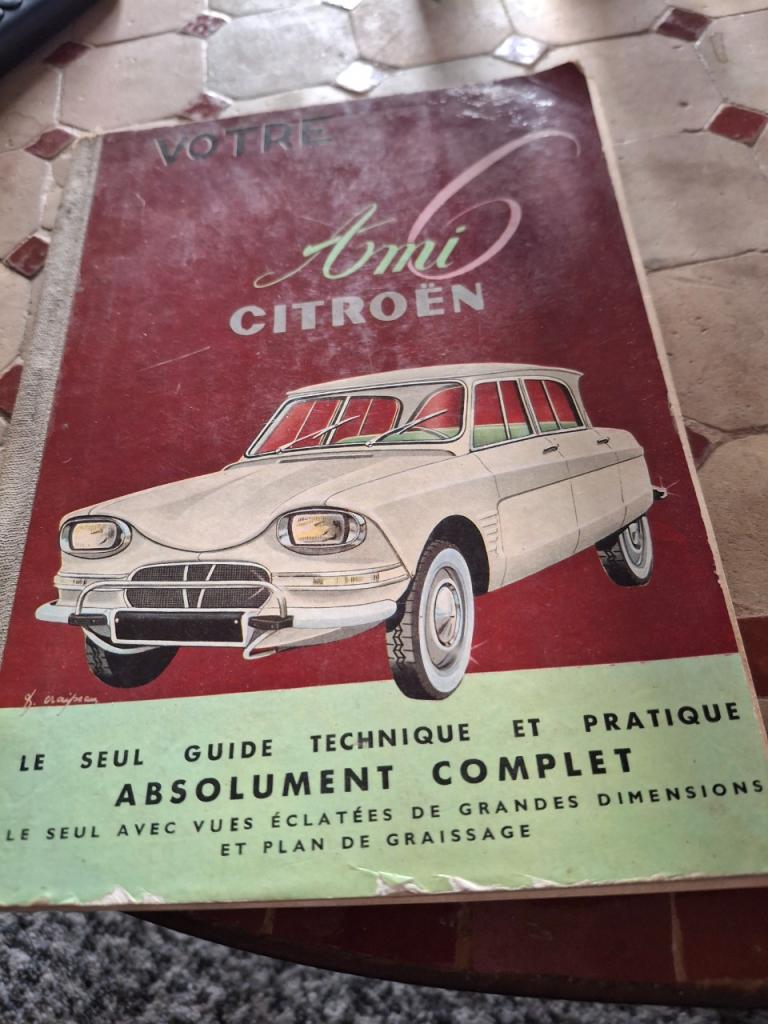 VOTRE
Ami 6
CITROËN
LE SEUL GUIDE TECHNIQUE ET PRATIQUE
ABSOLUMENT COMPLET
LE SEUL AVEC VUES ÉCLATÉES DE GRANDES DIMENSIONS
ET PLAN DE GRAISSAGE